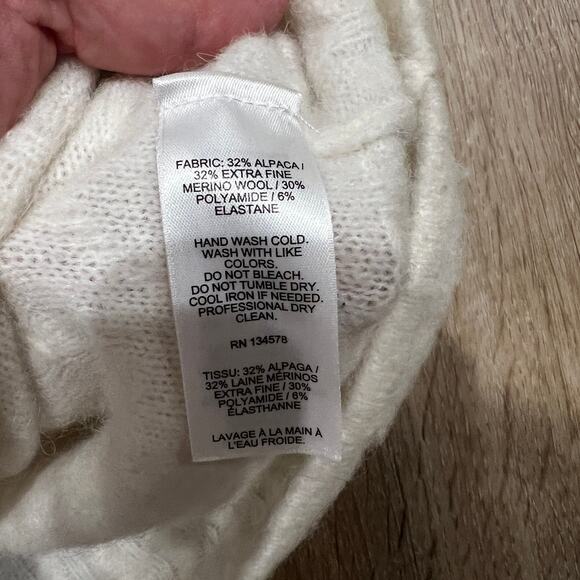 FABRIC: 32% ALPACA /
32% EXTRA FINE
MERINO WOOL / 30%
POLYAMIDE / 6%
ELASTANE
HAND WASH COLD.
WASH WITH LIKE
COLORS.
DO NOT BLEACH.
DO NOT TUMBLE DRY.
COOL IRON IF NEEDED.
PROFESSIONAL DRY
CLEAN.
RN 134578
TISSU: 32% ALPAGA /
32% LAINE MÉRINOS
EXTRA FINE / 30%
POLYAMIDE / 6%
ÉLASTHANNE
LAVAGE À LA MAIN À
L'EAU FROIDE.